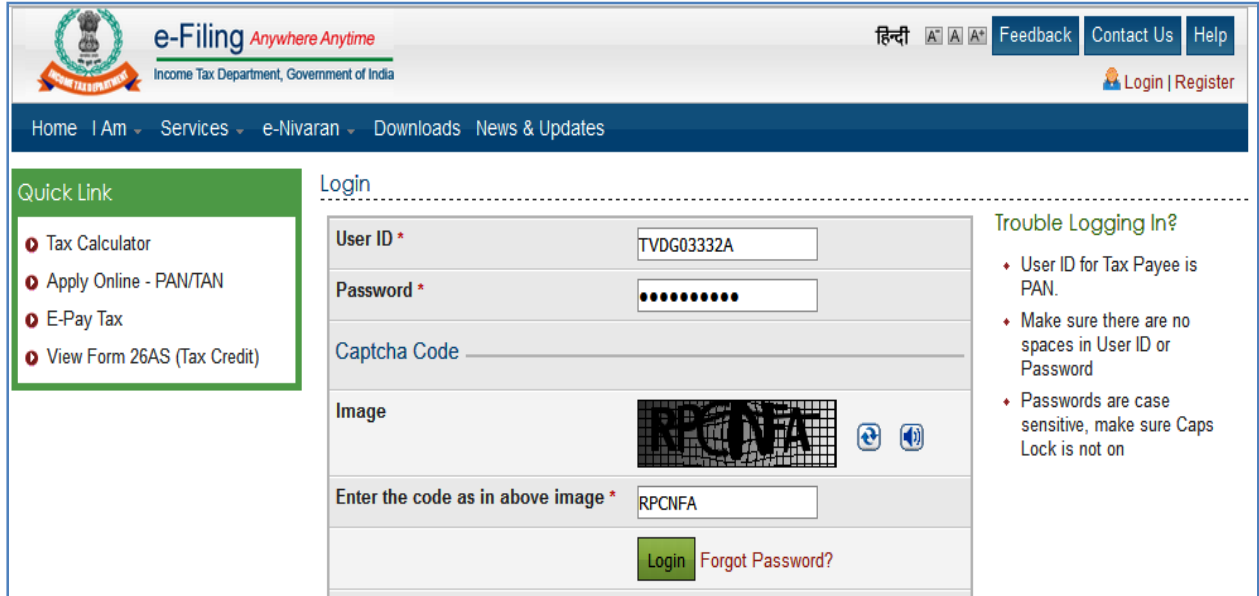 e-Filing Anywhere Anytime
Income Tax Department, Government of India
INCOME TAX DEPARTMENT
हिन्दी A- A A+ Feedback Contact Us Help
Login | Register
Home I Am Services e-Nivaran Downloads News & Updates
Quick Link
Tax Calculator
Apply Online - PAN/TAN
E-Pay Tax
View Form 26AS (Tax Credit)
Login
User ID * TVDG03332A
Password * ●●●●●●●●●●
Captcha Code
Image RPCNFA
Enter the code as in above image * RPCNFA
Login Forgot Password?
Trouble Logging In?
User ID for Tax Payee is
PAN.
Make sure there are no
spaces in User ID or
Password
Passwords are case
sensitive, make sure Caps
Lock is not on